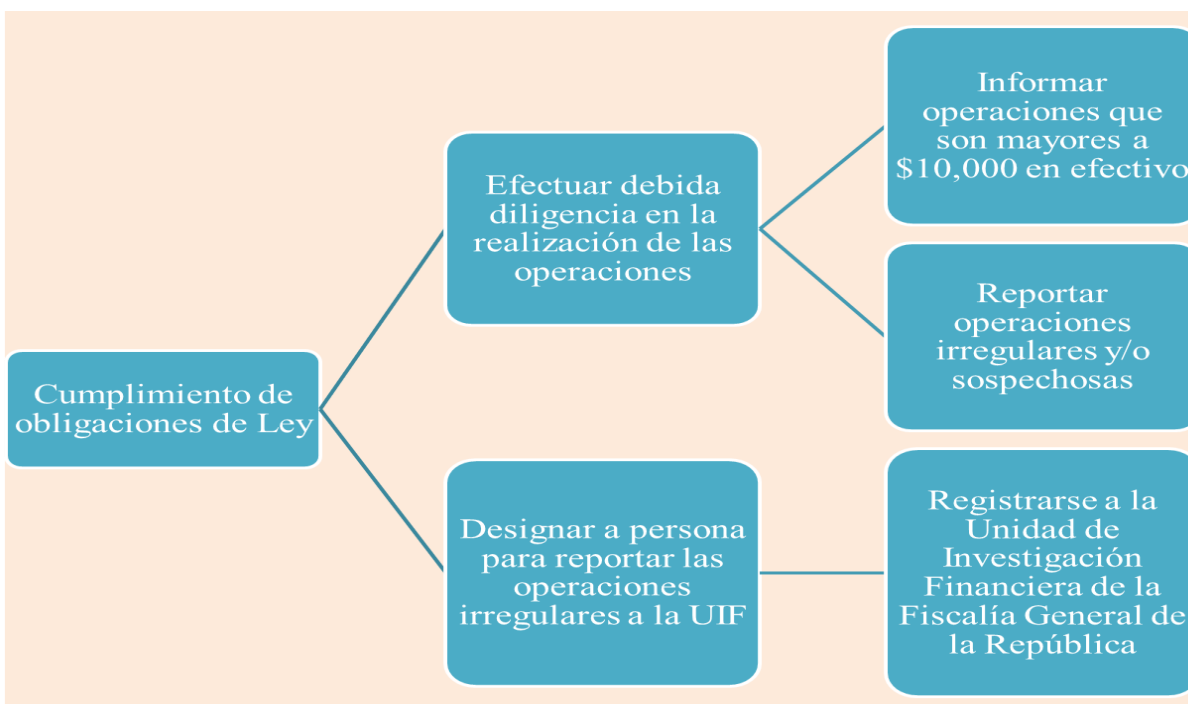 Cumplimiento de
obligaciones de Ley
Efectuar debida
diligencia en la
realización de las
operaciones
Informar
operaciones que
son mayores a
$10,000 en efectivo
Reportar
operaciones
irregulares y/o
sospechosas
Designar a persona
para reportar las
operaciones
irregulares a la UIF
Registrarse a la
Unidad de
Investigación
Financiera de la
Fiscalía General de
la República